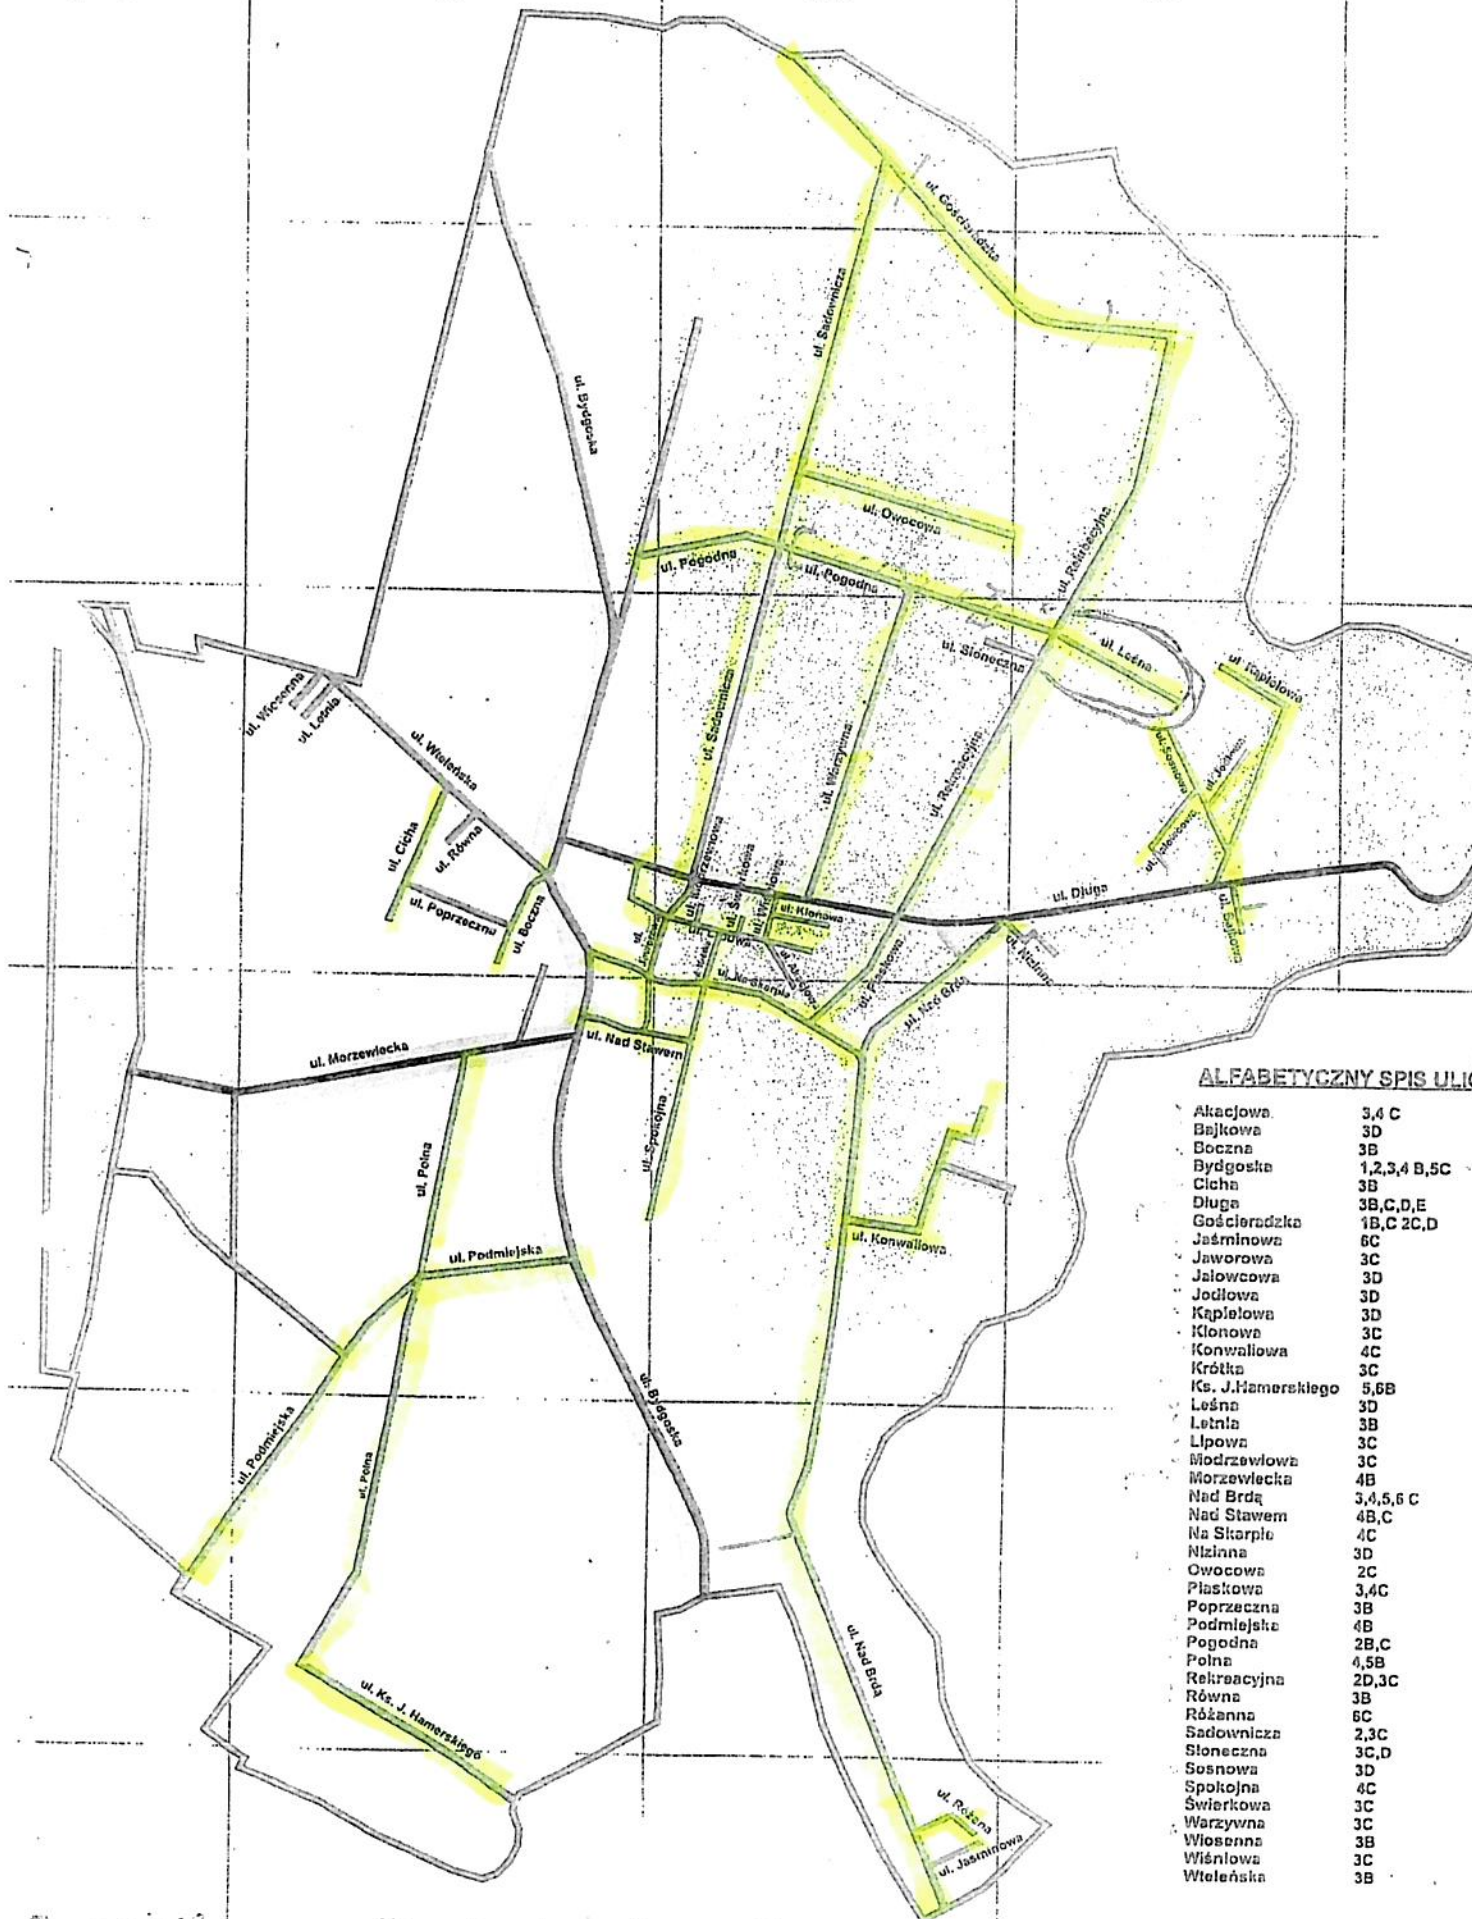 ul. Gościeradzka
ul. Sadownicza
ul. Bydgoska
ul. Owocowa
ul. Rekreacyjna
ul. Pogodna
ul. Pogodna
ul. Słoneczna
ul. Leśna
ul. Kąpielowa
ul. Wiosenna
ul. Letnia
ul. Wteleńska
ul. Sadownicza
ul. Warzywna
ul. Rekreacyjna
ul. Sosnowa
ul. Cicha
ul. Równa
ul. Poprzeczna
ul. Boczna
ul. Klonowa
ul. Długa
ul. Nizinna
ul. Na Skarpie
ul. Piaskowa
ul. Nad Brdą
ul. Nad Stawem
ul. Morzewiecka
ul. Spokojna
ul. Polna
ul. Podmiejska
ul. Konwaliowa
ul. Bydgoska
ul. Podmiejska
ul. Polna
ul. Nad Brdą
ul. Ks. J. Hamerskiego
ul. Różana
ul. Jaśminowa
ALFABETYCZNY SPIS ULIC
Akacjowa 3,4 C
Bajkowa 3D
Boczna 3B
Bydgoska 1,2,3,4 B,5C
Cicha 3B
Długa 3B,C,D,E
Gościeradzka 1B,C 2C,D
Jaśminowa 6C
Jaworowa 3C
Jałowcowa 3D
Jodłowa 3D
Kąpielowa 3D
Klonowa 3C
Konwaliowa 4C
Krótka 3C
Ks. J.Hamerskiego 5,6B
Leśna 3D
Letnia 3B
Lipowa 3C
Modrzewiowa 3C
Morzewiecka 4B
Nad Brdą 3,4,5,6 C
Nad Stawem 4B,C
Na Skarpie 4C
Nizinna 3D
Owocowa 2C
Piaskowa 3,4C
Poprzeczna 3B
Podmiejska 4B
Pogodna 2B,C
Polna 4,5B
Rekreacyjna 2D,3C
Równa 3B
Różanna 6C
Sadownicza 2,3C
Słoneczna 3C,D
Sosnowa 3D
Spokojna 4C
Świerkowa 3C
Warzywna 3C
Wiosenna 3B
Wiśniowa 3C
Wteleńska 3B